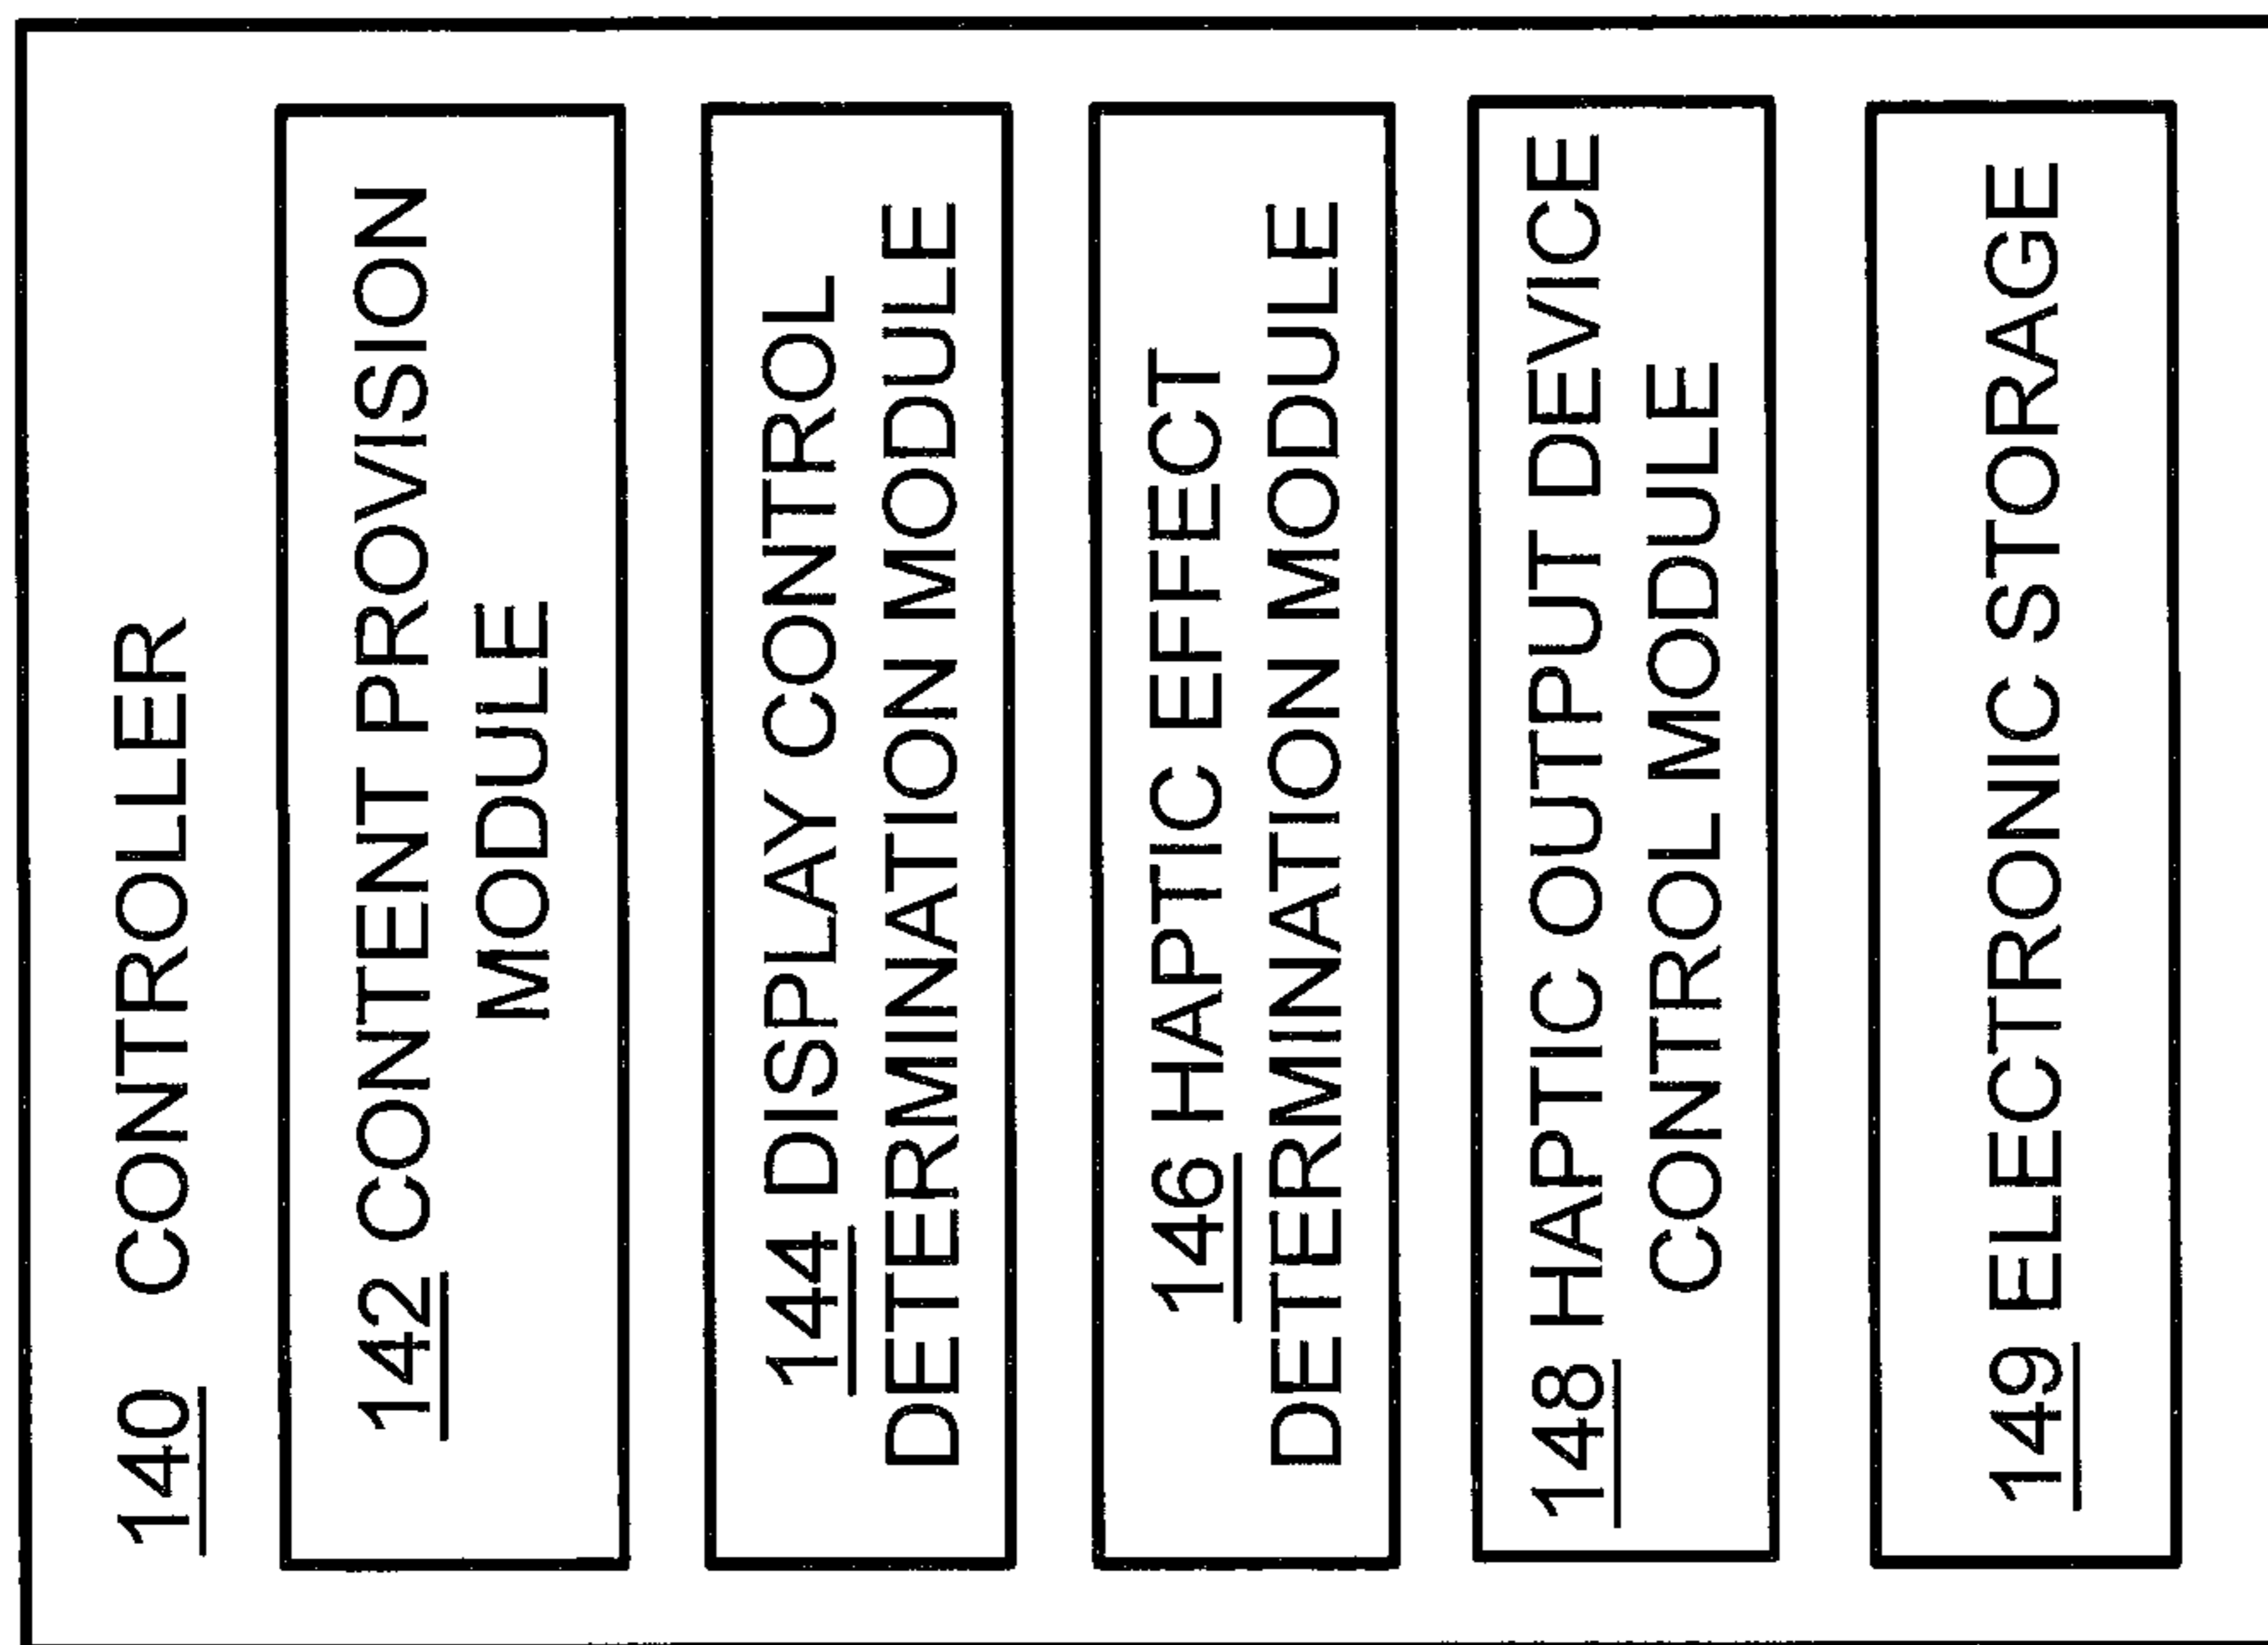 140 CONTROLLER
142 CONTENT PROVISION
MODULE
144 DISPLAY CONTROL
DETERMINATION MODULE
146 HAPTIC EFFECT
DETERMINATION MODULE
148 HAPTIC OUTPUT DEVICE
CONTROL MODULE
149 ELECTRONIC STORAGE